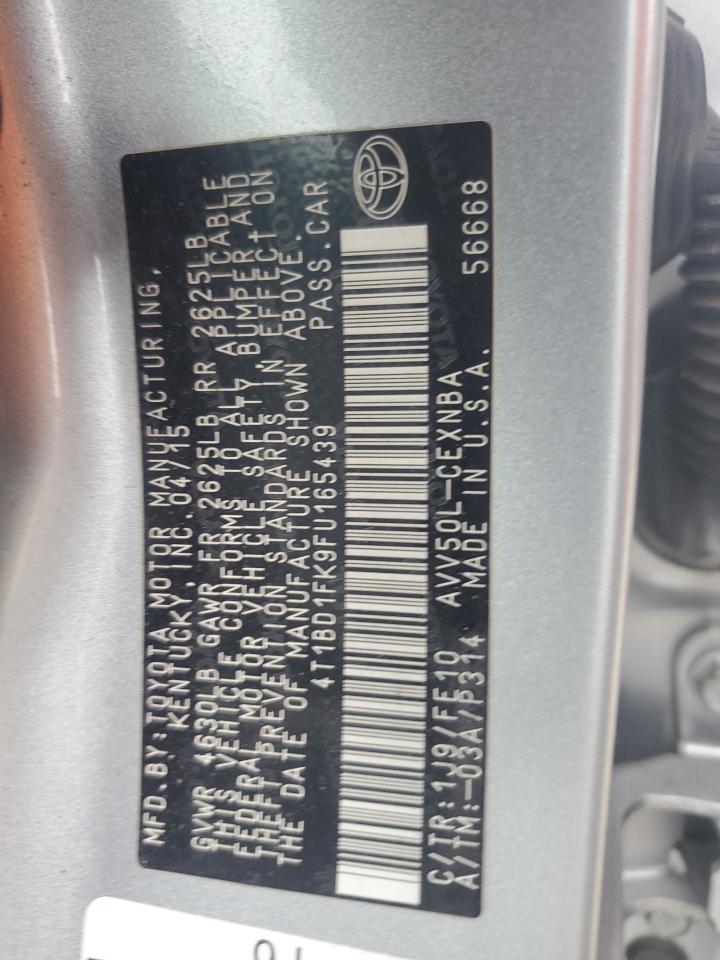 MFD.BY:TOYOTA MOTOR MANUFACTURING,
KENTUCKY, INC. 04/15
GVWR 4630LB GAWR FR 2625LB RR 2625LB
THIS VEHICLE CONFORMS TO ALL APPLICABLE
FEDERAL MOTOR VEHICLE SAFETY, BUMPER, AND
THEFT PREVENTION STANDARDS IN EFFECT ON
THE DATE OF MANUFACTURE SHOWN ABOVE.
4T1BD1FK9FU165439 PASS.CAR
C/TR:1J9/FE10 AVV50L-CEXNBA
A/TM:-03A/P314 MADE IN U.S.A. 56668